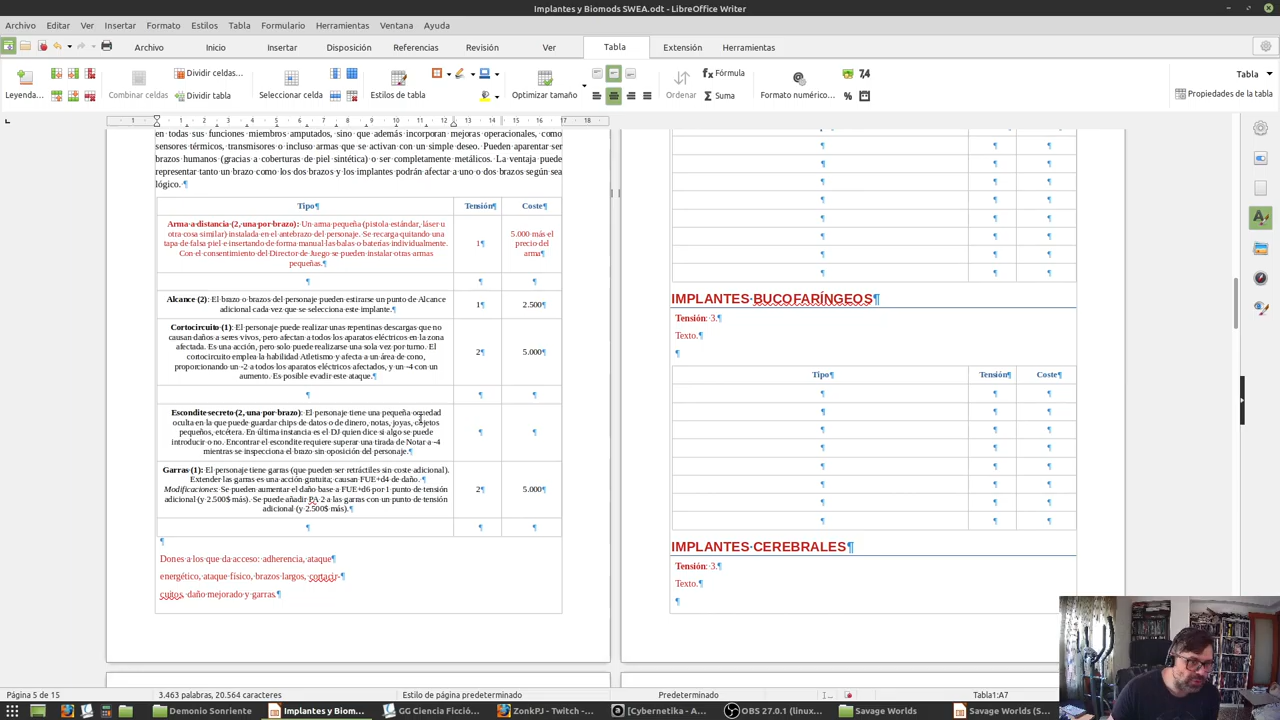 Implantes y Biomods SWEA.odt - LibreOffice Writer
Archivo Editar Ver Insertar Formato Estilos Tabla Formulario Herramientas Ventana Ayuda
Archivo Inicio Insertar Disposición Referencias Revisión Ver Tabla Extensión Herramientas
Leyenda... Combinar celdas Dividir celdas... Dividir tabla Seleccionar celda Estilos de tabla Optimizar tamaño Ordenar Fórmula Suma Formato numérico... Tabla Propiedades de la tabla
en todas sus funciones miembros amputados, sino que además incorporan mejoras operacionales, como
sensores térmicos, transmisores o incluso armas que se activan con un simple deseo. Pueden aparentar ser
brazos humanos (gracias a coberturas de piel sintética) o ser completamente metálicos. La ventaja puede
representar tanto un brazo como los dos brazos y los implantes podrán afectar a uno o dos brazos según sea
lógico.
Tipo Tensión Coste
Arma a distancia (2, una por brazo): Un arma pequeña (pistola estándar, láser u
otra cosa similar) instalada en el antebrazo del personaje. Se recarga quitando una
tapa de falsa piel e insertando de forma manual las balas o baterías individualmente.
Con el consentimiento del Director de Juego se pueden instalar otras armas
pequeñas.
1
5.000 más el
precio del
arma
Alcance (2): El brazo o brazos del personaje pueden estirarse un punto de Alcance
adicional cada vez que se selecciona este implante.
1
2.500
Cortocircuito (1): El personaje puede realizar unas repentinas descargas que no
causan daños a seres vivos, pero afectan a todos los aparatos eléctricos en la zona
afectada. Es una acción, pero solo puede realizarse una sola vez por turno. El
cortocircuito emplea la habilidad Atletismo y afecta a un área de cono,
proporcionando un -2 a todos los aparatos eléctricos afectados, y un -4 con un
aumento. Es posible evadir este ataque.
2
5.000
Escondite secreto (2, una por brazo): El personaje tiene una pequeña oquedad
oculta en la que puede guardar chips de datos o de dinero, notas, joyas, objetos
pequeños, etcétera. En última instancia es el DJ quien dice si algo se puede
introducir o no. Encontrar el escondite requiere superar una tirada de Notar a -4
mientras se inspecciona el brazo sin oposición del personaje.
Garras (1): El personaje tiene garras (que pueden ser retráctiles sin coste adicional).
Extender las garras es una acción gratuita; causan FUE+d4 de daño.
Modificaciones: Se pueden aumentar el daño base a FUE+d6 por 1 punto de tensión
adicional (y 2.500$ más). Se puede añadir PA 2 a las garras con un punto de tensión
adicional (y 2.500$ más).
2
5.000
Dones a los que da acceso: adherencia, ataque
energético, ataque físico, brazos largos, cortacir-
cuitos, daño mejorado y garras.
IMPLANTES BUCOFARÍNGEOS
Tensión: 3.
Texto.
Tipo Tensión Coste
IMPLANTES CEREBRALES
Tensión: 3.
Texto.
Página 5 de 15 3.463 palabras, 20.564 caracteres Estilo de página predeterminado Predeterminado Tabla1:A7
Demonio Sonriente Implantes y Biom... GG Ciencia Ficció... ZonkPJ - Twitch -... [Cybernetika - A... OBS 27.0.1 (linux... Savage Worlds Savage Worlds (S...